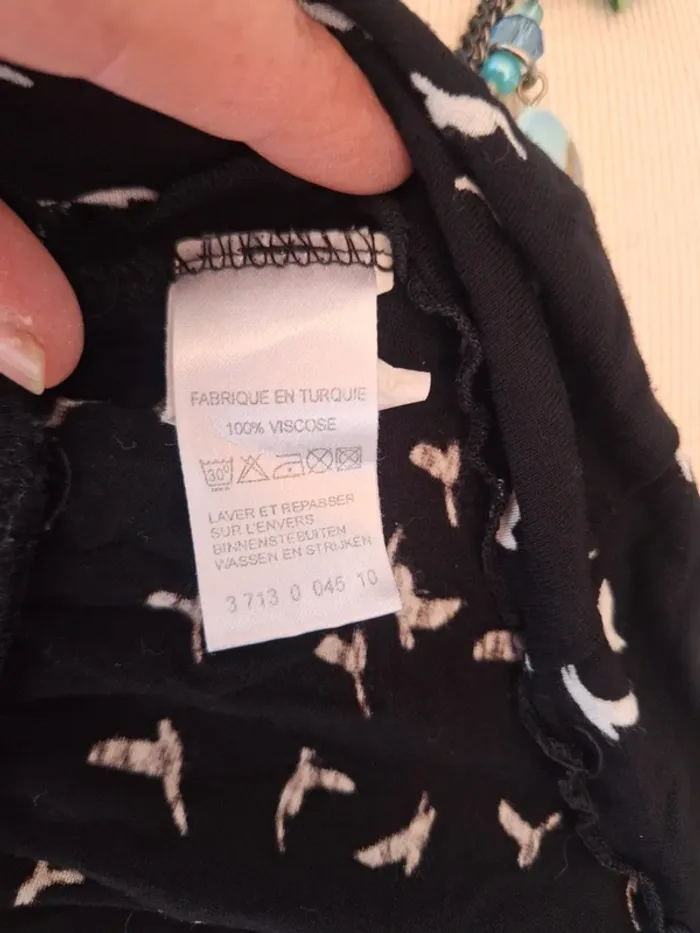 FABRIQUE EN TURQUIE
100% VISCOSE
30°
LAVER ET REPASSER
SUR L'ENVERS
BINNENSTEBUITEN
WASSEN EN STRIJKEN
3 713 0 045 10